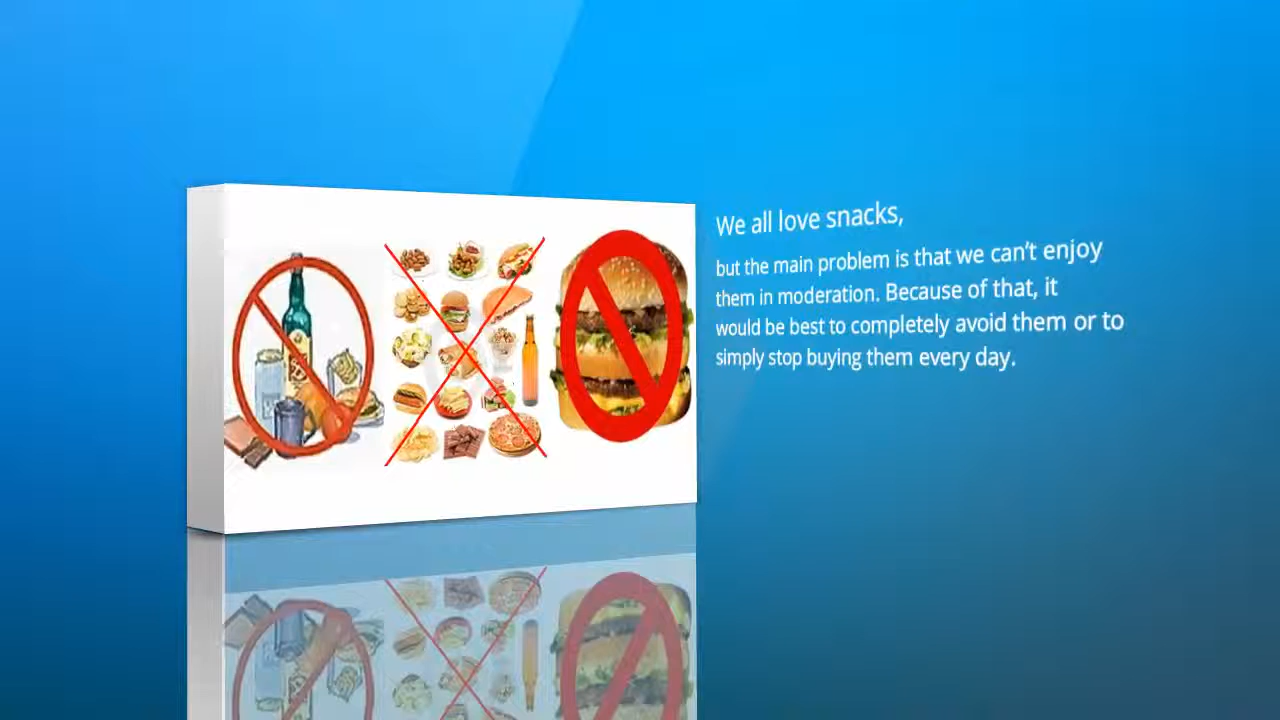 We all love snacks,
but the main problem is that we can't enjoy
them in moderation. Because of that, it
would be best to completely avoid them or to
simply stop buying them every day.